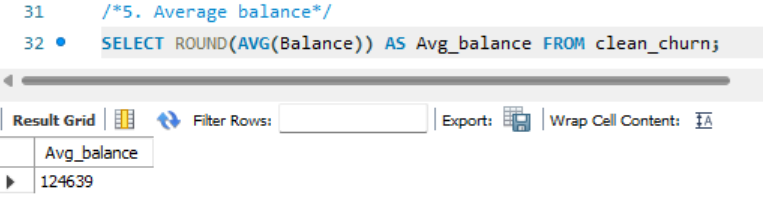 31 /*5. Average balance*/
32 SELECT ROUND(AVG(Balance)) AS Avg_balance FROM clean_churn;
Result Grid Filter Rows: Export: Wrap Cell Content: IA
Avg_balance
124639